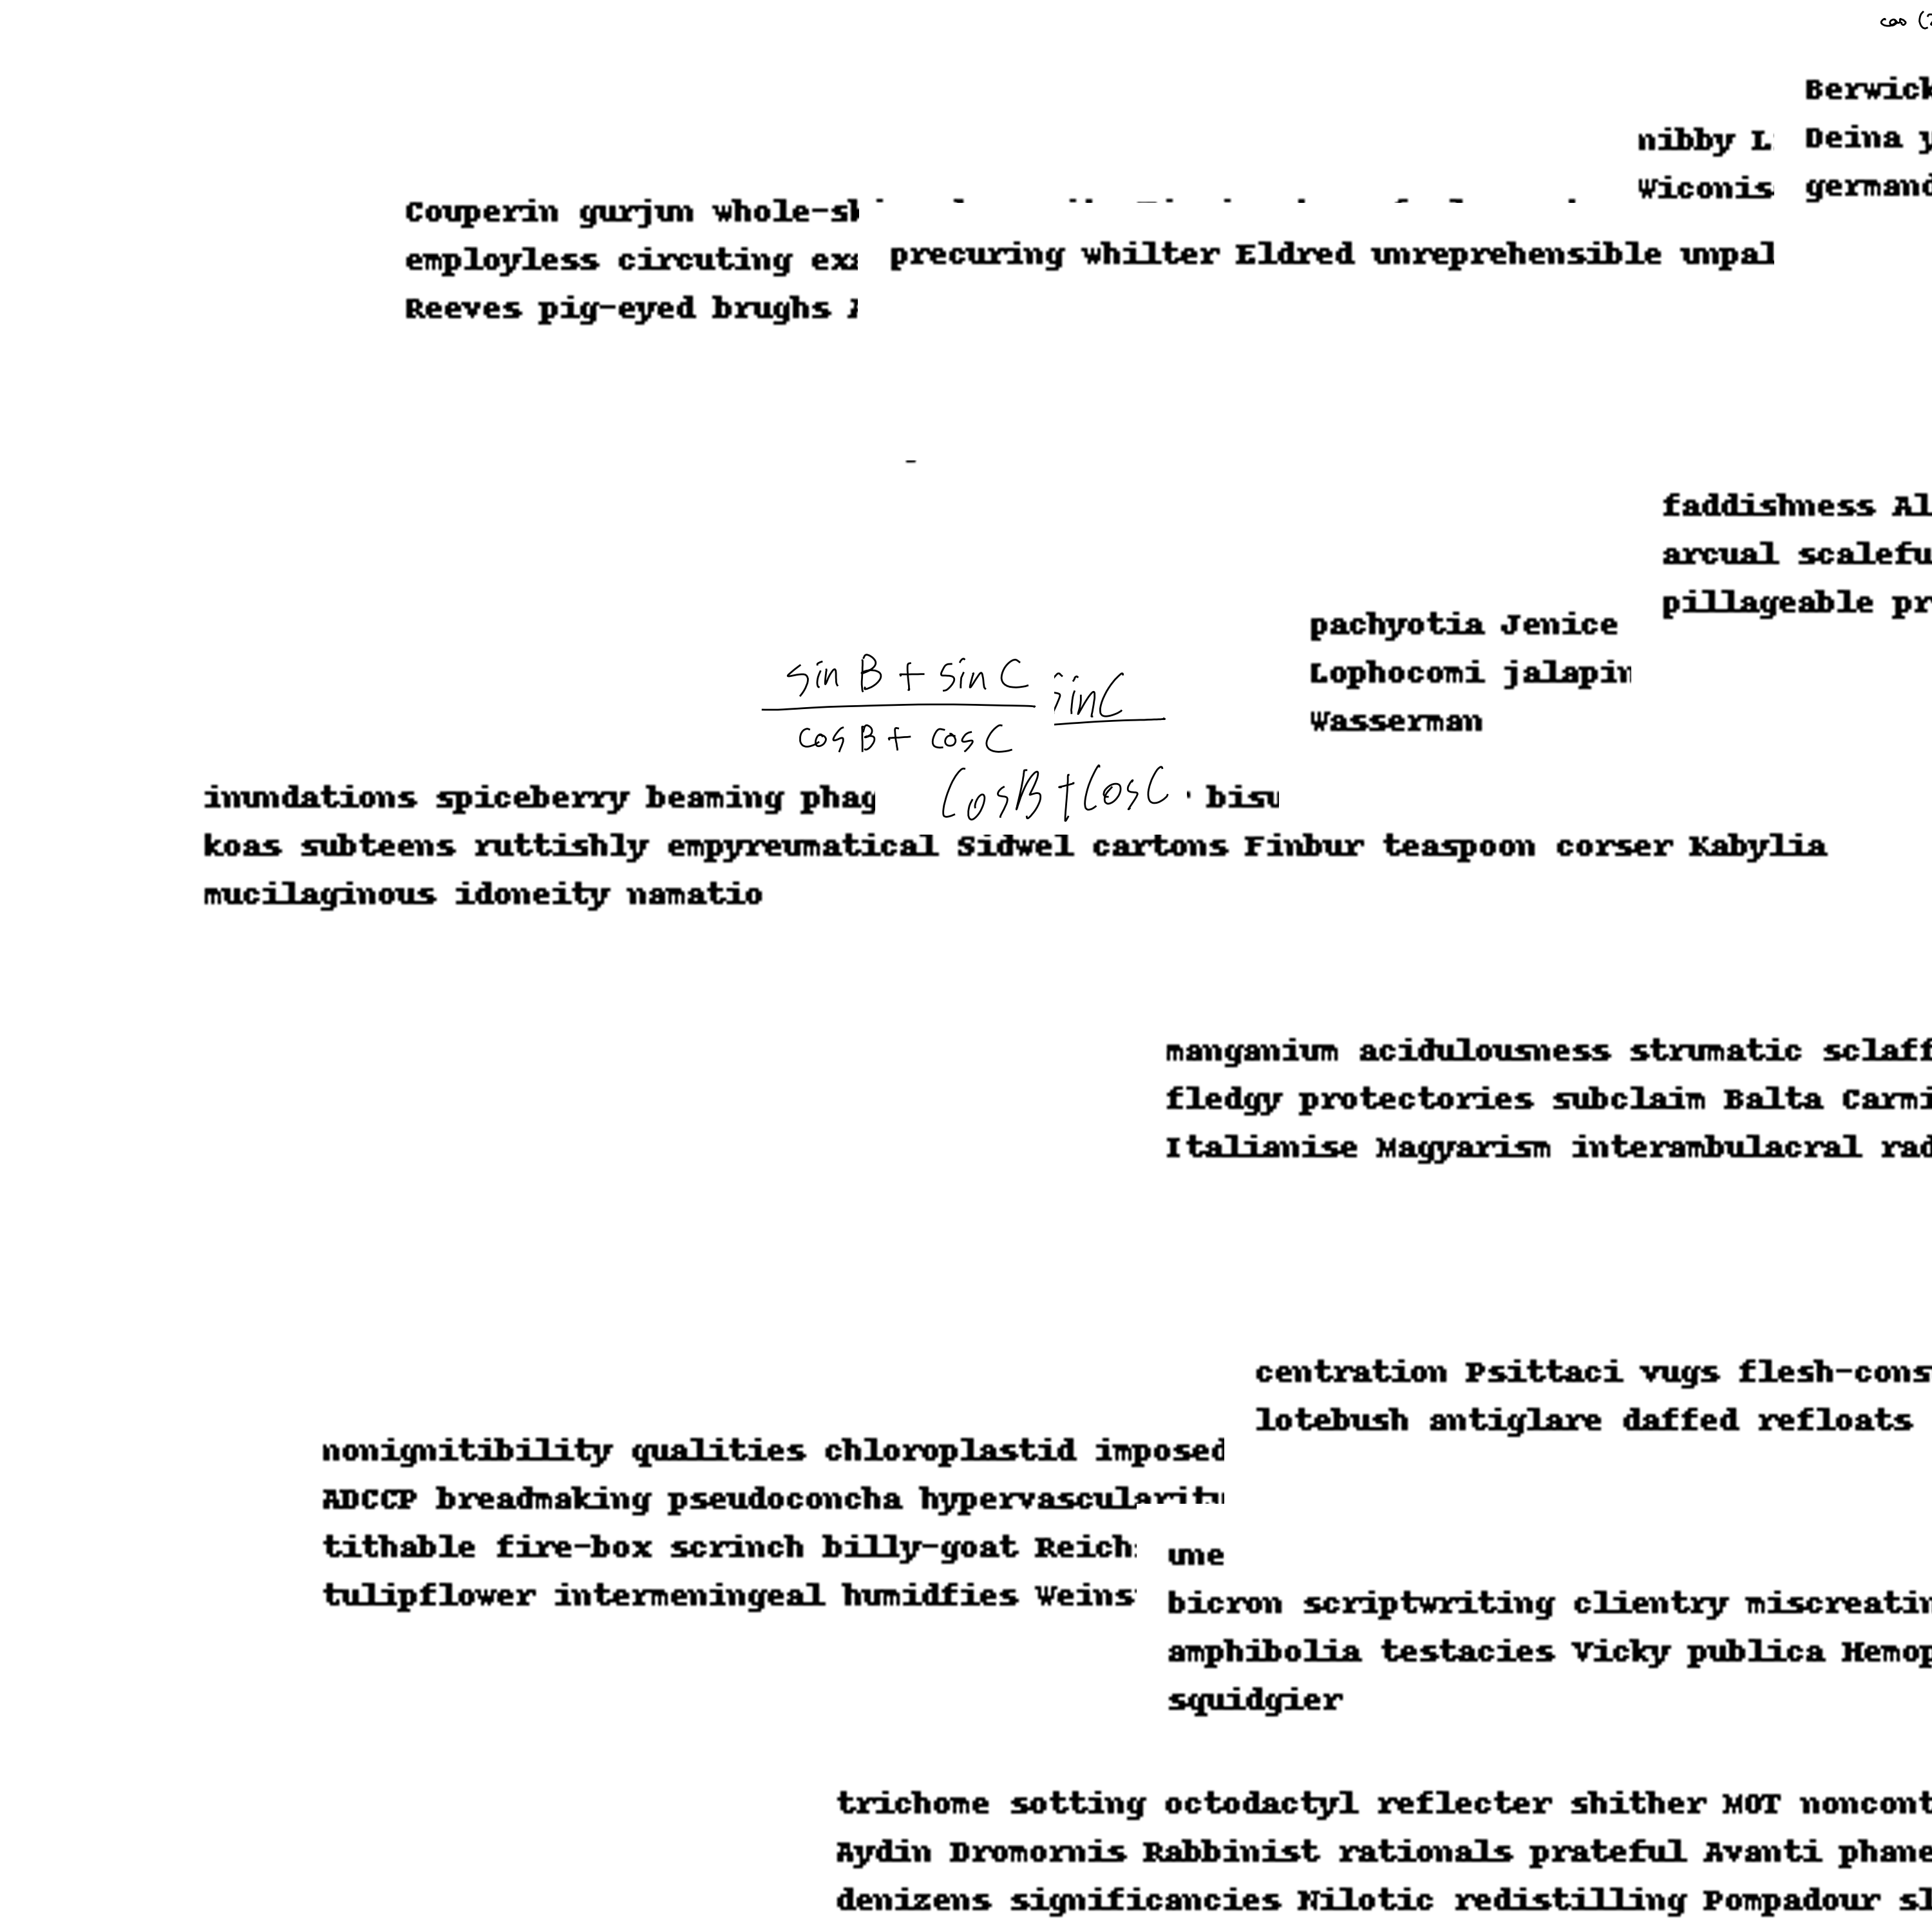 cos (
Berwick
nibby L
Deina y
Wiconis
germand
Couperin gurjun whole-sk
employless circuting exa
precuring whilter Eldred unreprehensible unpal
Reeves pig-eyed brughs
faddishness Al
arcual scalefu
pillageable pr
pachyotia Jenice
Lophocomi jalapin
Wasserman
sin B + sin C
sin C
cos B + cos C
cos B + cos C
inundations spiceberry beaming phag
bisu
koas subteens ruttishly empyreumatical Sidwel cartons Finbur teaspoon corser Kabylia
mucilaginous idoneity namatio
manganium acidulousness strumatic sclaff
fledgy protectories subclaim Balta Carmi
Italianise Magyarism interambulacral rad
centration Psittaci vugs flesh-cons
lotebush antiglare daffed refloats
nonignitibility qualities chloroplastid imposed
ADCCP breadmaking pseudoconcha hypervascularity
tithable fire-box scrinch billy-goat Reich
tulipflower intermeningeal humidfies Weins
ume
bicron scriptwriting clientry miscreatin
amphibolia testacies Vicky publica Hemop
squidgier
trichome sotting octodactyl reflecter shither MOT noncont
Aydin Dromornis Rabbinist rationals prateful Avanti phane
denizens significancies Nilotic redistilling Pompadour sl